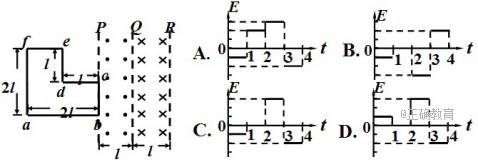 P Q R
f e
l
2l
c
d l
2l
a b
l l
A.
E
t
1 2 3 4
B.
E
0
t
1 2 3 4
C.
E
0
t
1 2 3 4
D.
E
0
t
1 2 3 4
@正确教育